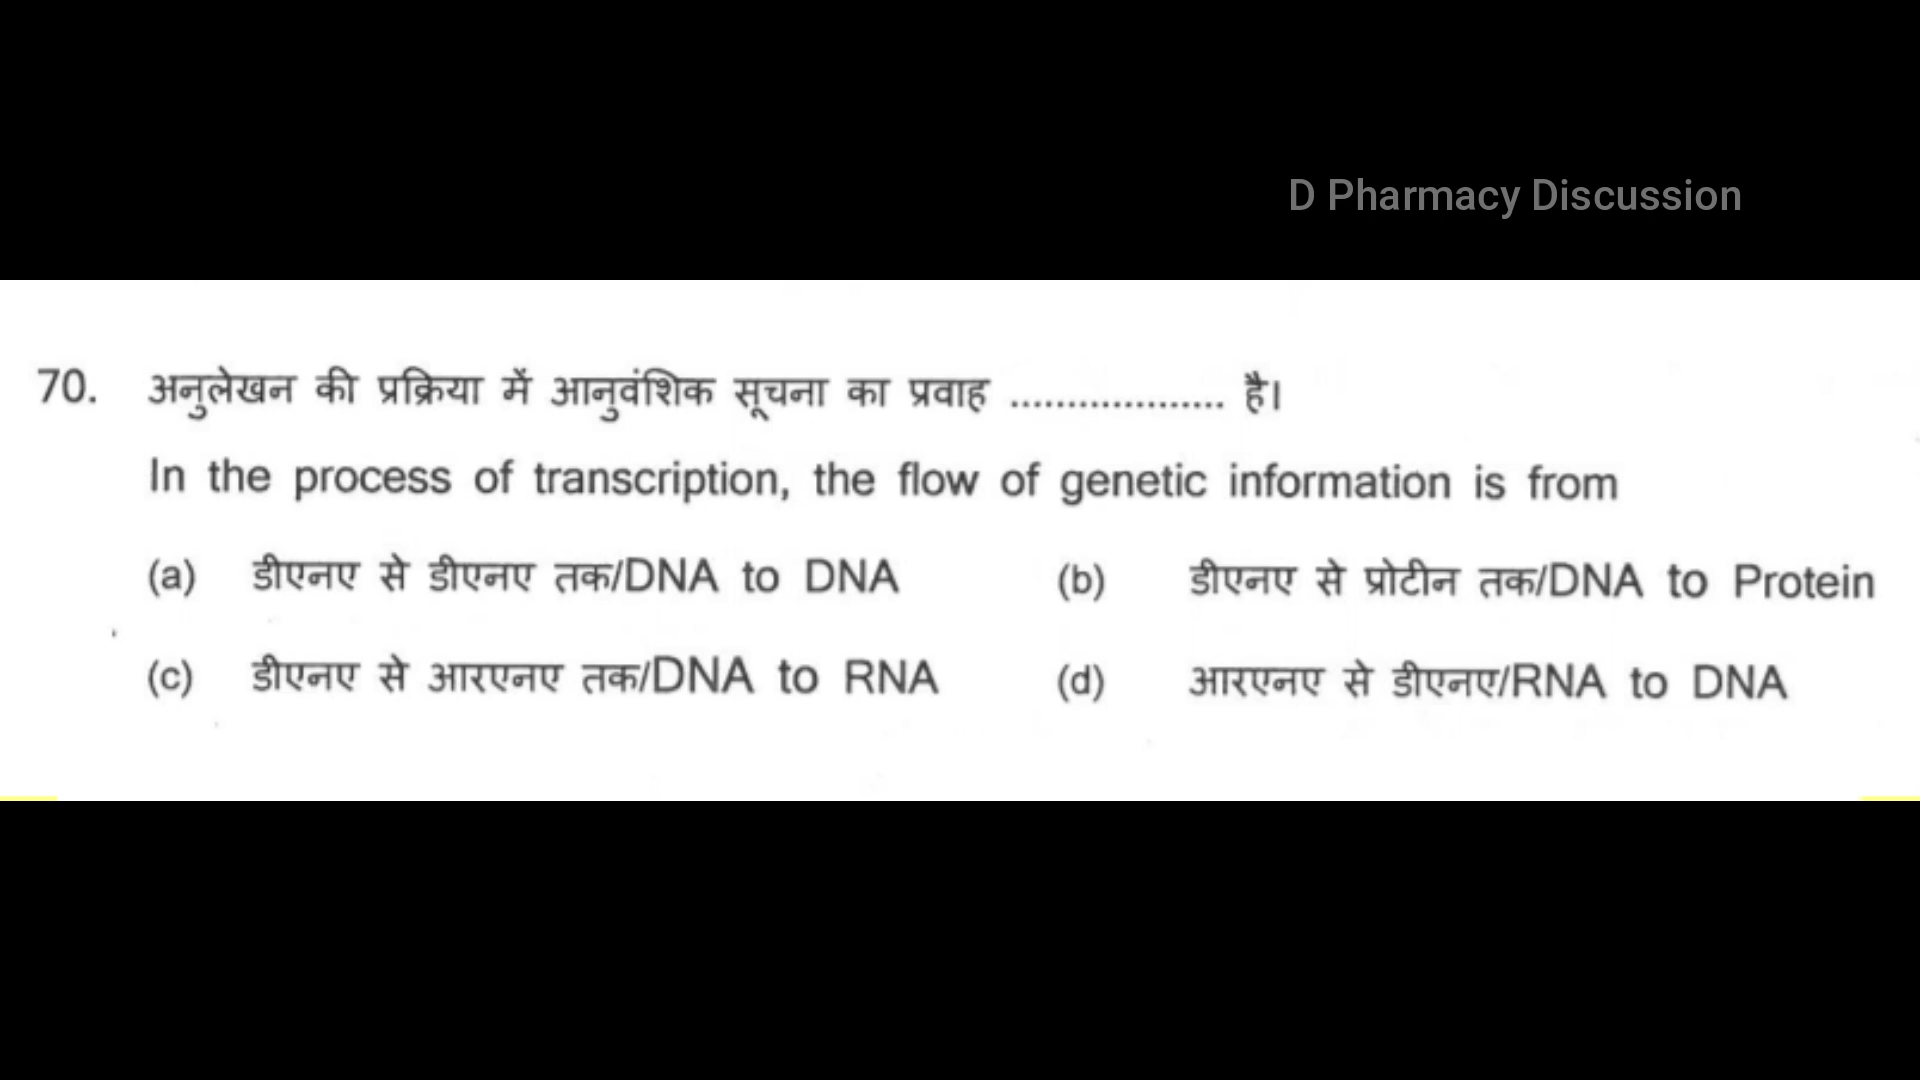 D Pharmacy Discussion
70. अनुलेखन की प्रक्रिया में आनुवंशिक सूचना का प्रवाह ................... है।
In the process of transcription, the flow of genetic information is from
(a) डीएनए से डीएनए तक/DNA to DNA (b) डीएनए से प्रोटीन तक/DNA to Protein
(c) डीएनए से आरएनए तक/DNA to RNA (d) आरएनए से डीएनए/RNA to DNA